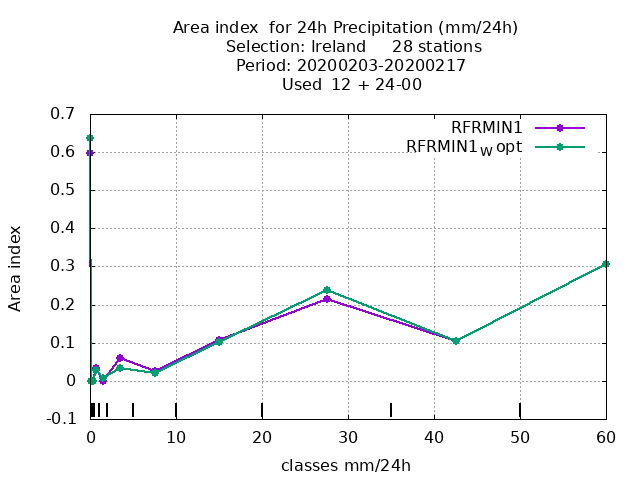 Area index  for 24h Precipitation (mm/24h)
Selection: Ireland     28 stations
Period: 20200203-20200217
Used  12 + 24-00
RFRMIN1
RFRMIN1W opt
0.7
0.6
0.5
0.4
0.3
0.2
0.1
0
-0.1
Area index
0 10 20 30 40 50 60
classes mm/24h